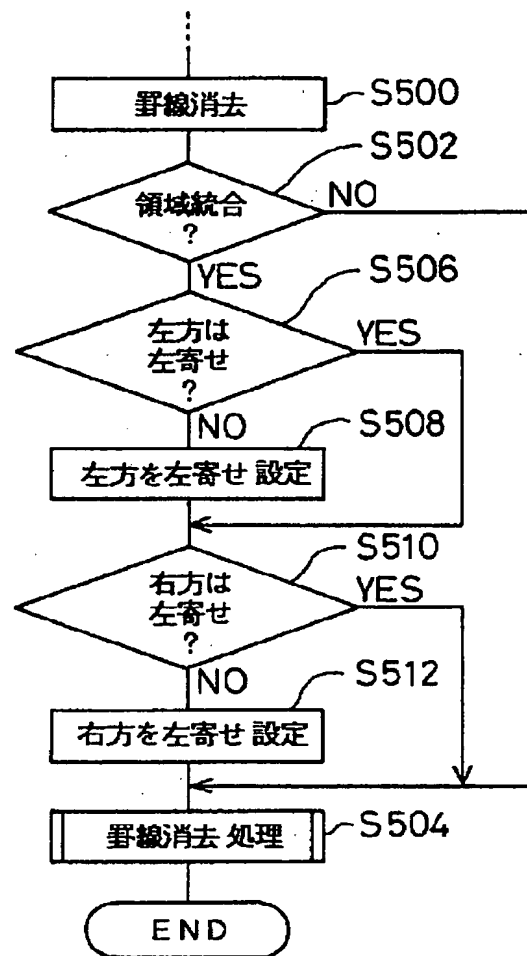 罫線消去
S500
S502
領域統合
?
NO
YES
S506
左方は
左寄せ
?
YES
NO
S508
左方を左寄せ 設定
S510
右方は
左寄せ
?
YES
NO
S512
右方を左寄せ 設定
罫線消去 処理
S504
END